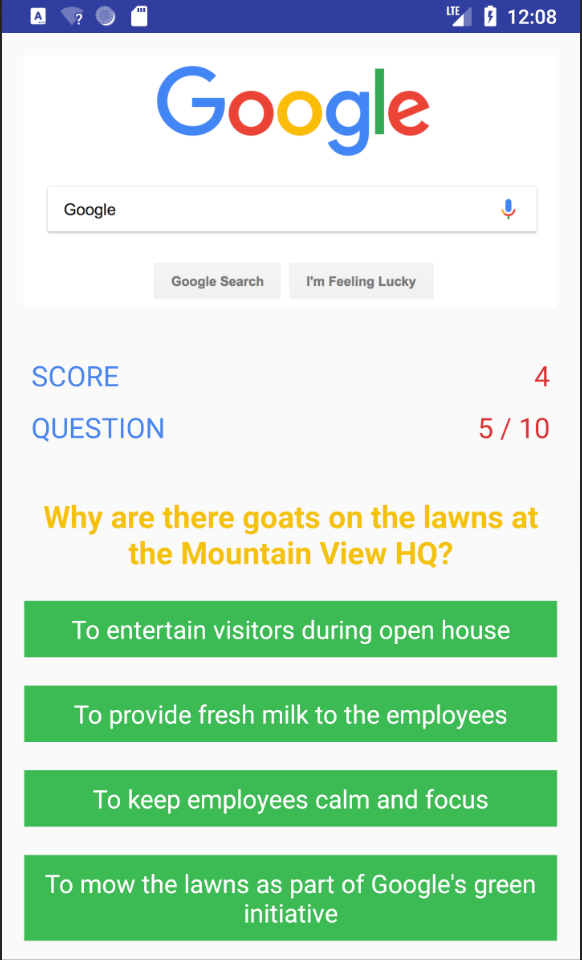 A LTE 12:08
Google
Google
Google Search I'm Feeling Lucky
SCORE 4
QUESTION 5 / 10
Why are there goats on the lawns at
the Mountain View HQ?
To entertain visitors during open house
To provide fresh milk to the employees
To keep employees calm and focus
To mow the lawns as part of Google's green
initiative